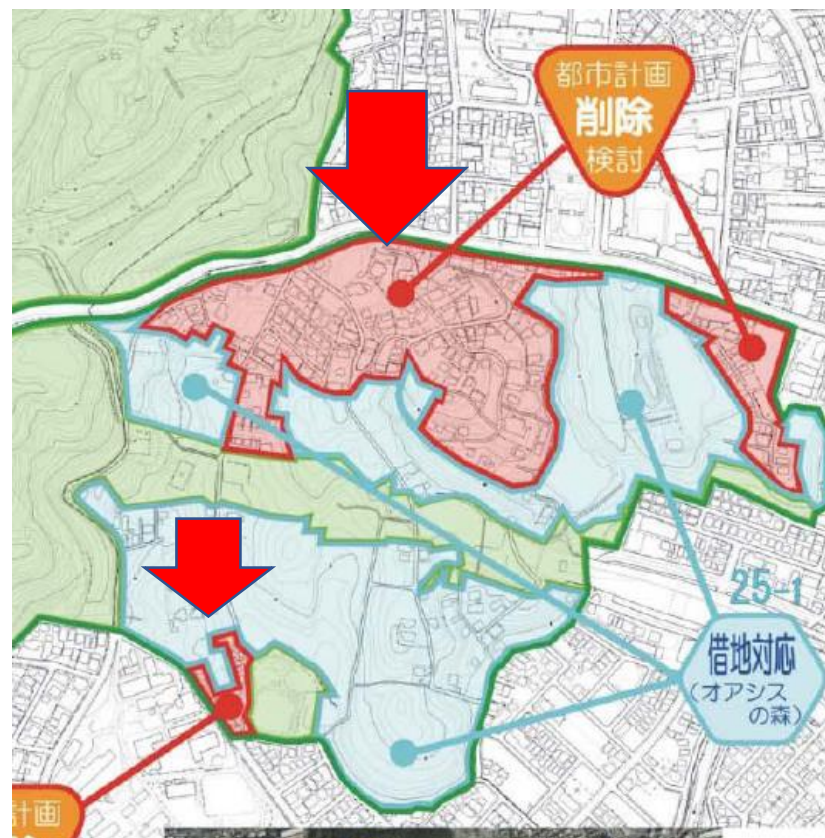 都市計画
削除
検討
25-1
借地対応
(オアシス
の森)
計画